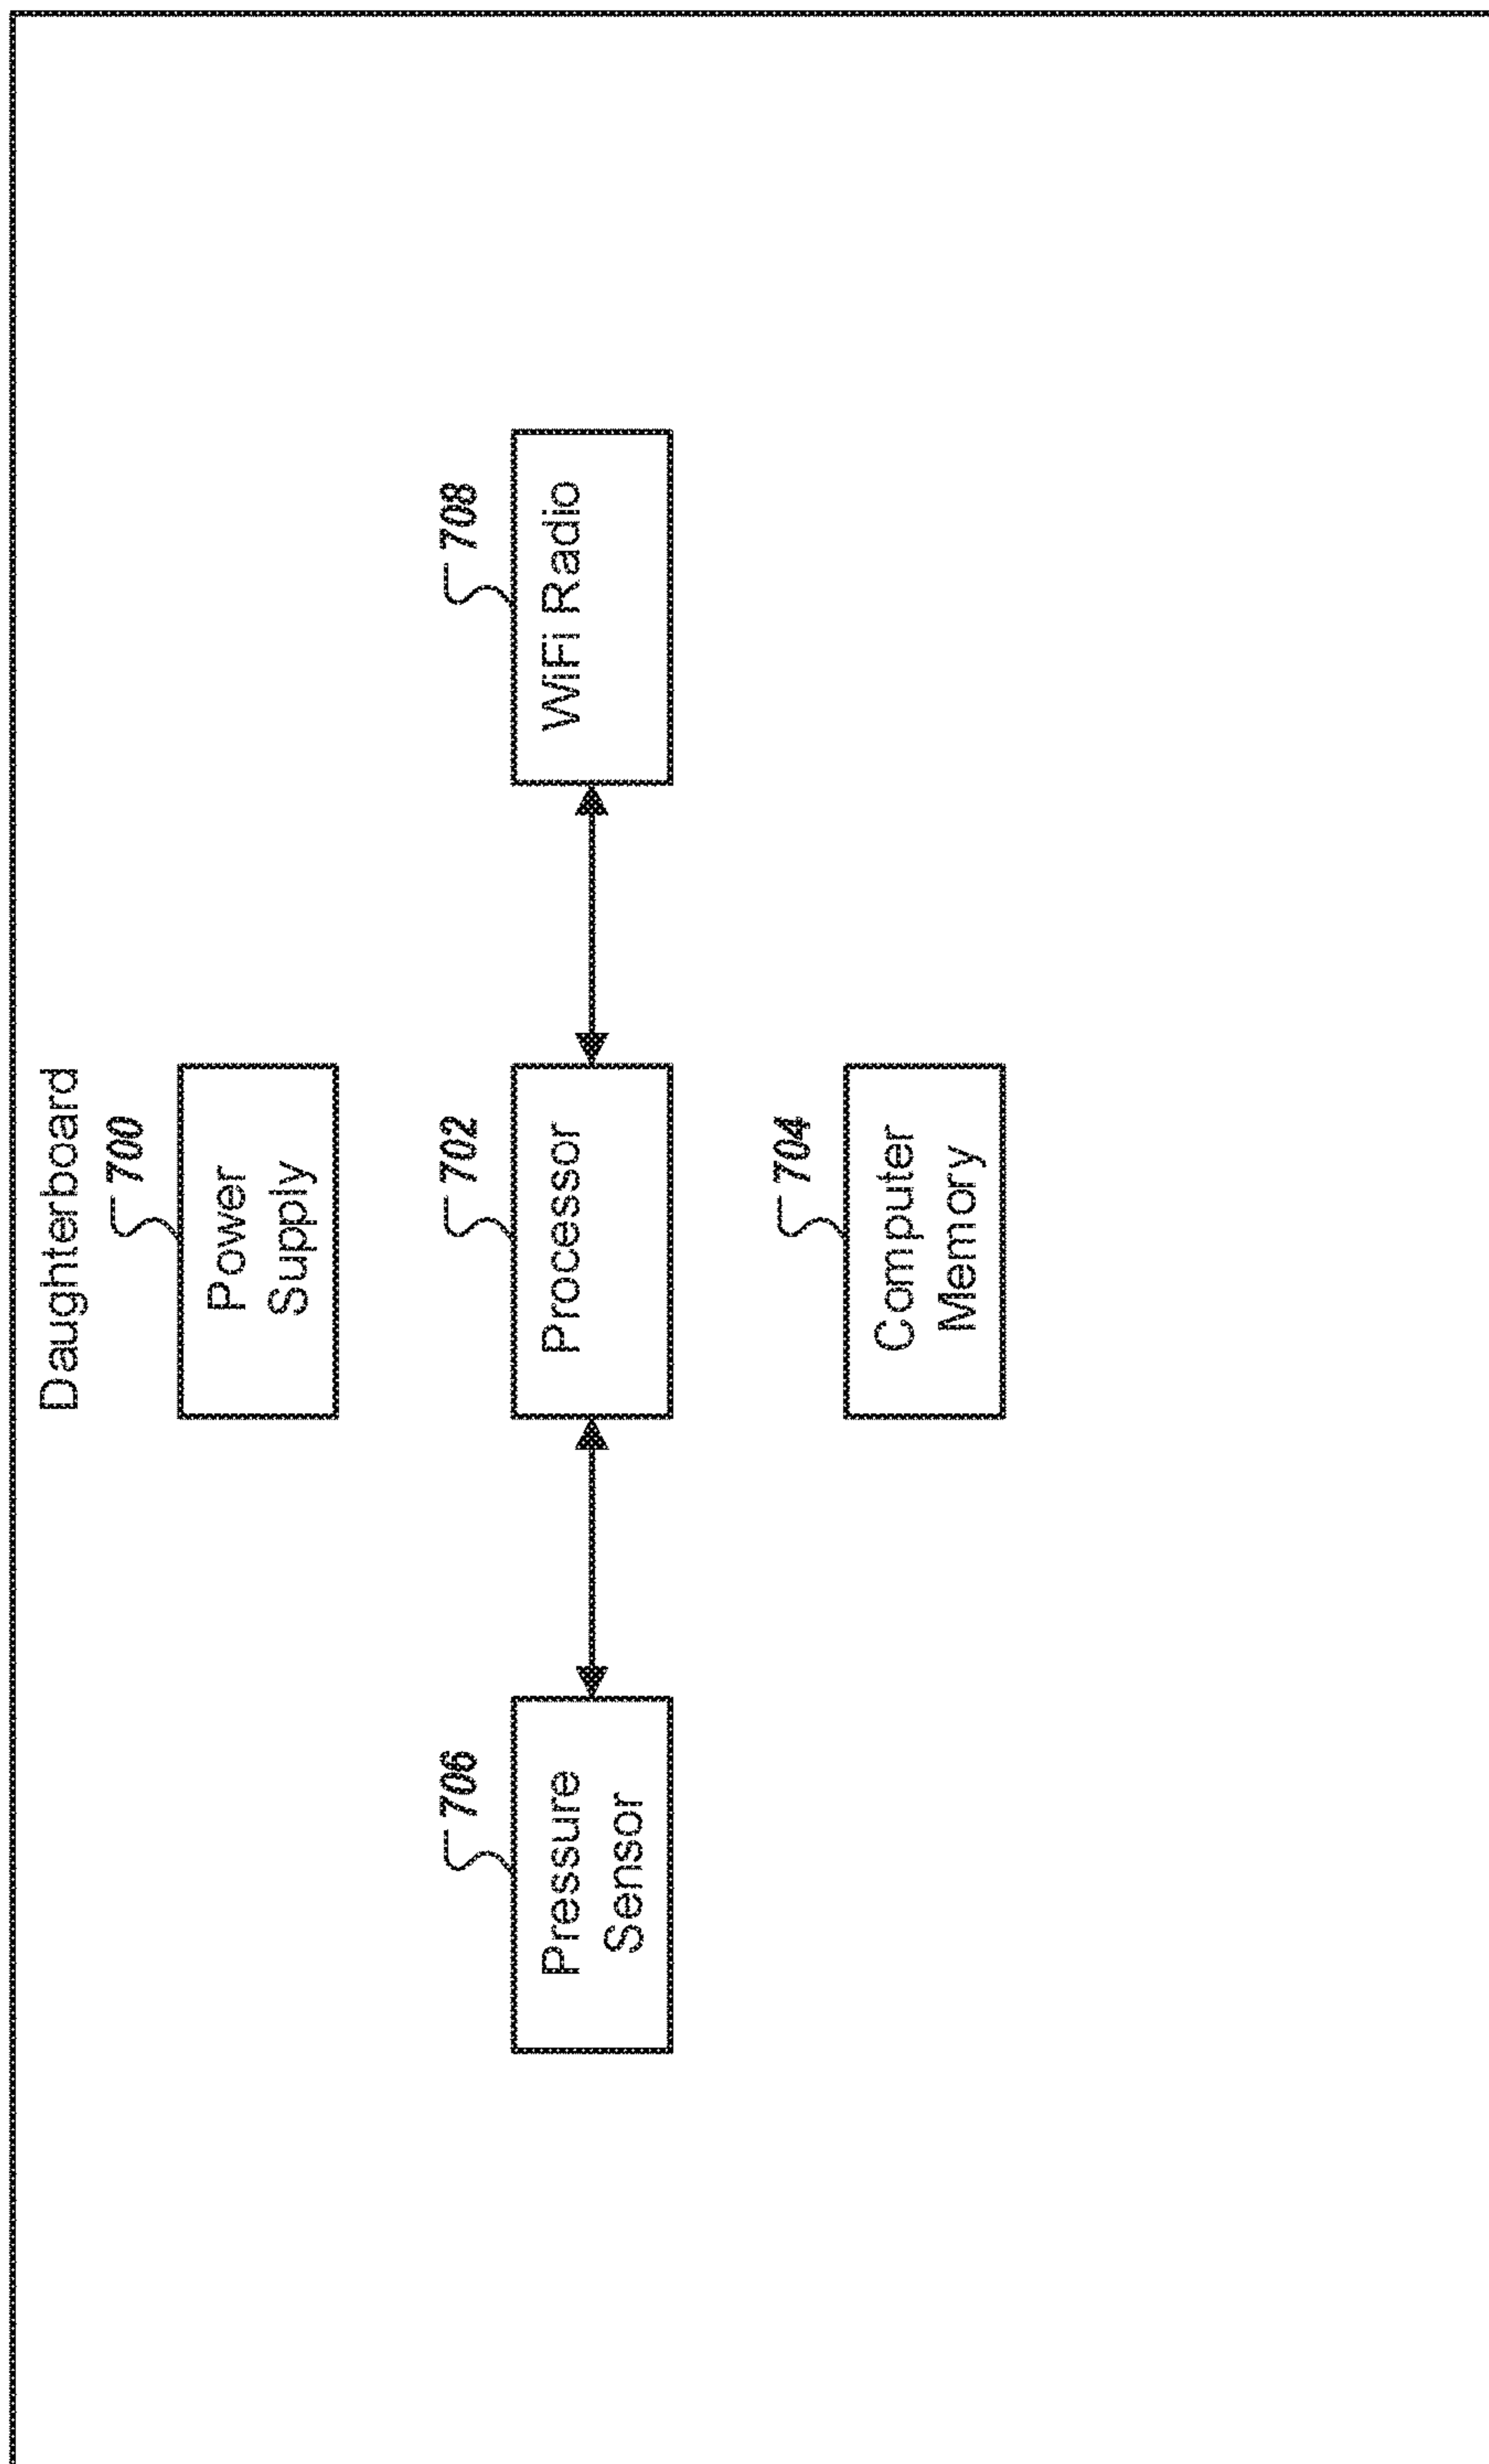 Daughterboard
700
Power
Supply
706
Pressure
Sensor
702
Processor
708
WiFi Radio
704
Computer
Memory